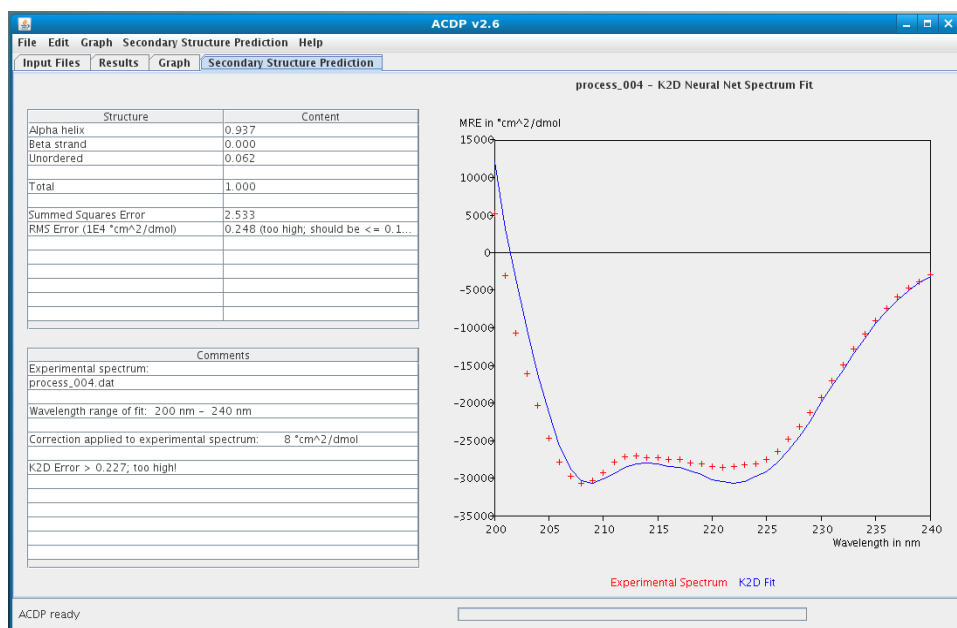 ACDP v2.6
File Edit Graph Secondary Structure Prediction Help
Input Files Results Graph Secondary Structure Prediction
process_004 - K2D Neural Net Spectrum Fit
Structure Content
Alpha helix 0.937
Beta strand 0.000
Unordered 0.062
Total 1.000
Summed Squares Error 2.533
RMS Error (1E4 °cm^2/dmol) 0.248 (too high; should be <= 0.1...
Comments
Experimental spectrum:
process_004.dat
Wavelength range of fit: 200 nm - 240 nm
Correction applied to experimental spectrum: 8 °cm^2/dmol
K2D Error > 0.227; too high!
MRE in °cm^2/dmol
15000
10000
5000
0
-5000
-10000
-15000
-20000
-25000
-30000
-35000
200 205 210 215 220 225 230 235 240
Wavelength in nm
Experimental Spectrum K2D Fit
ACDP ready